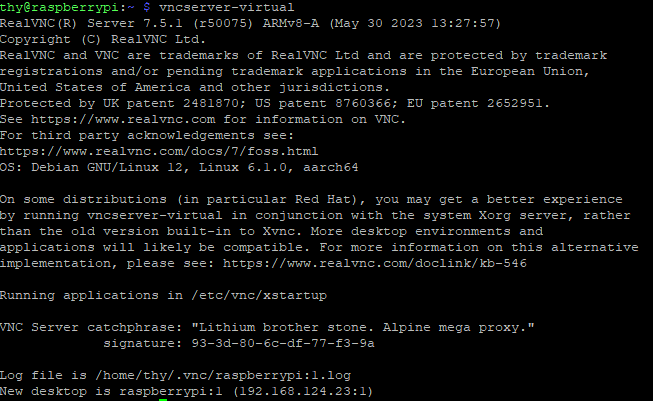 thy@raspberrypi:~ $ vncserver-virtual
RealVNC(R) Server 7.5.1 (r50075) ARMv8-A (May 30 2023 13:27:57)
Copyright (C) RealVNC Ltd.
RealVNC and VNC are trademarks of RealVNC Ltd and are protected by trademark
registrations and/or pending trademark applications in the European Union,
United States of America and other jurisdictions.
Protected by UK patent 2481870; US patent 8760366; EU patent 2652951.
See https://www.realvnc.com for information on VNC.
For third party acknowledgements see:
https://www.realvnc.com/docs/7/foss.html
OS: Debian GNU/Linux 12, Linux 6.1.0, aarch64
On some distributions (in particular Red Hat), you may get a better experience
by running vncserver-virtual in conjunction with the system Xorg server, rather
than the old version built-in to Xvnc. More desktop environments and
applications will likely be compatible. For more information on this alternative
implementation, please see: https://www.realvnc.com/doclink/kb-546
Running applications in /etc/vnc/xstartup
VNC Server catchphrase: "Lithium brother stone. Alpine mega proxy."
signature: 93-3d-80-6c-df-77-f3-9a
Log file is /home/thy/.vnc/raspberrypi:1.log
New desktop is raspberrypi:1 (192.168.124.23:1)